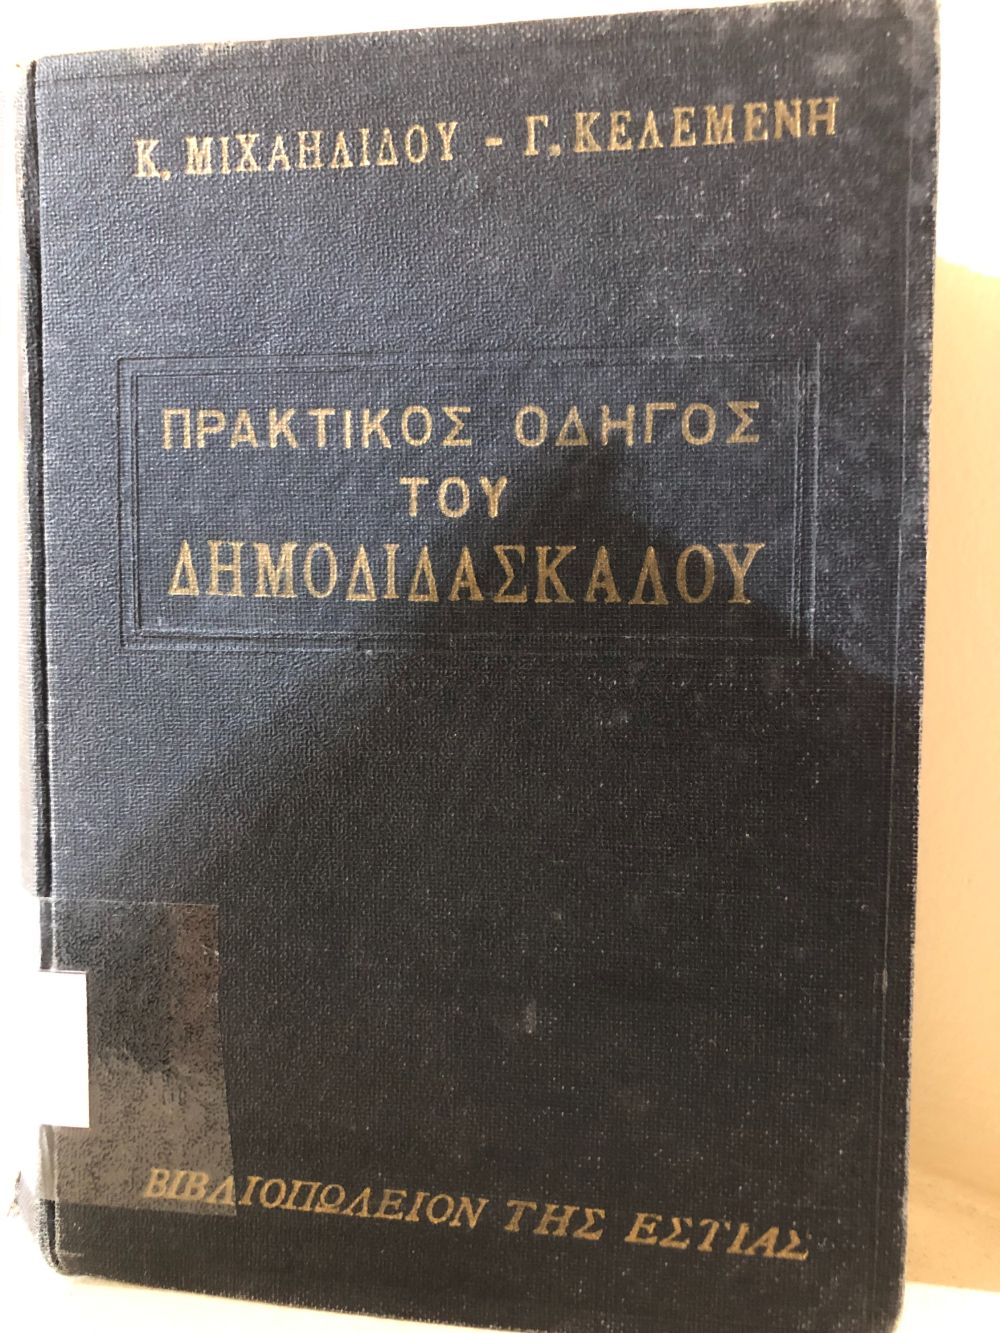 Κ. ΜΙΧΑΗΛΙΔΟΥ - Γ. ΚΕΛΕΜΕΝΗ
ΠΡΑΚΤΙΚΟΣ ΟΔΗΓΟΣ
ΤΟΥ
ΔΗΜΟΔΙΔΑΣΚΑΛΟΥ
ΒΙΒΛΙΟΠΩΛΕΙΟΝ ΤΗΣ ΕΣΤΙΑΣ